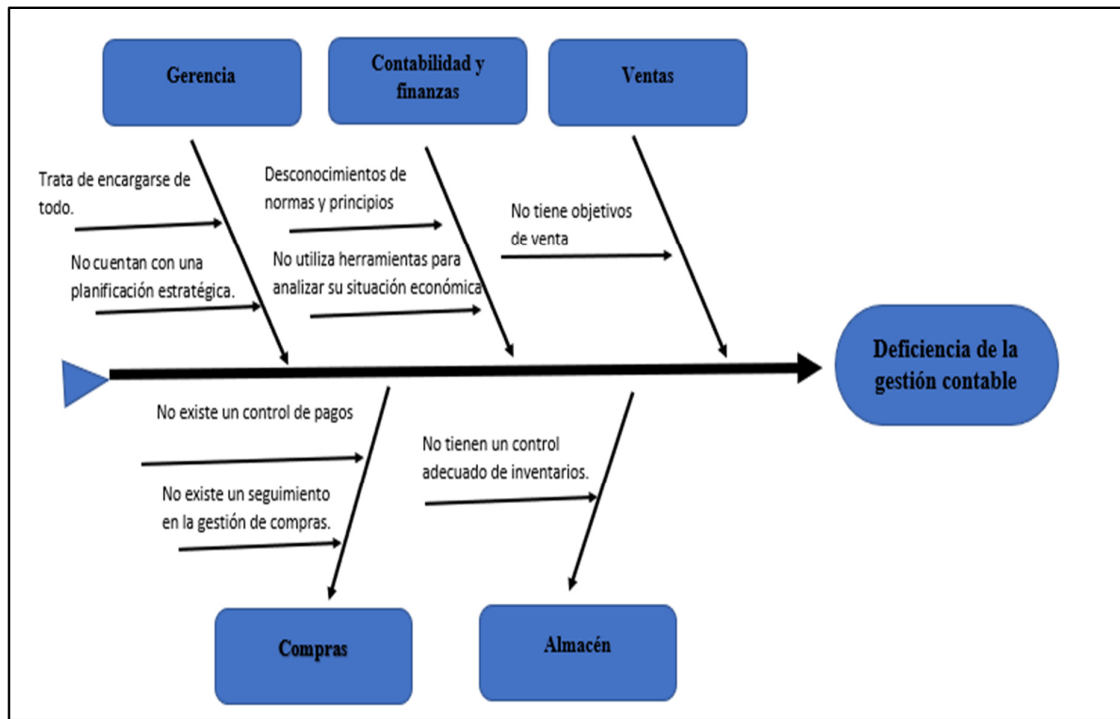 Gerencia
Contabilidad y
finanzas
Ventas
Trata de encargarse de
todo.
No cuentan con una
planificación estratégica.
Desconocimientos de
normas y principios
No utiliza herramientas para
analizar su situación económica
No tiene objetivos
de venta
Deficiencia de la
gestión contable
No existe un control de pagos
No existe un seguimiento
en la gestión de compras.
No tienen un control
adecuado de inventarios.
Compras
Almacén